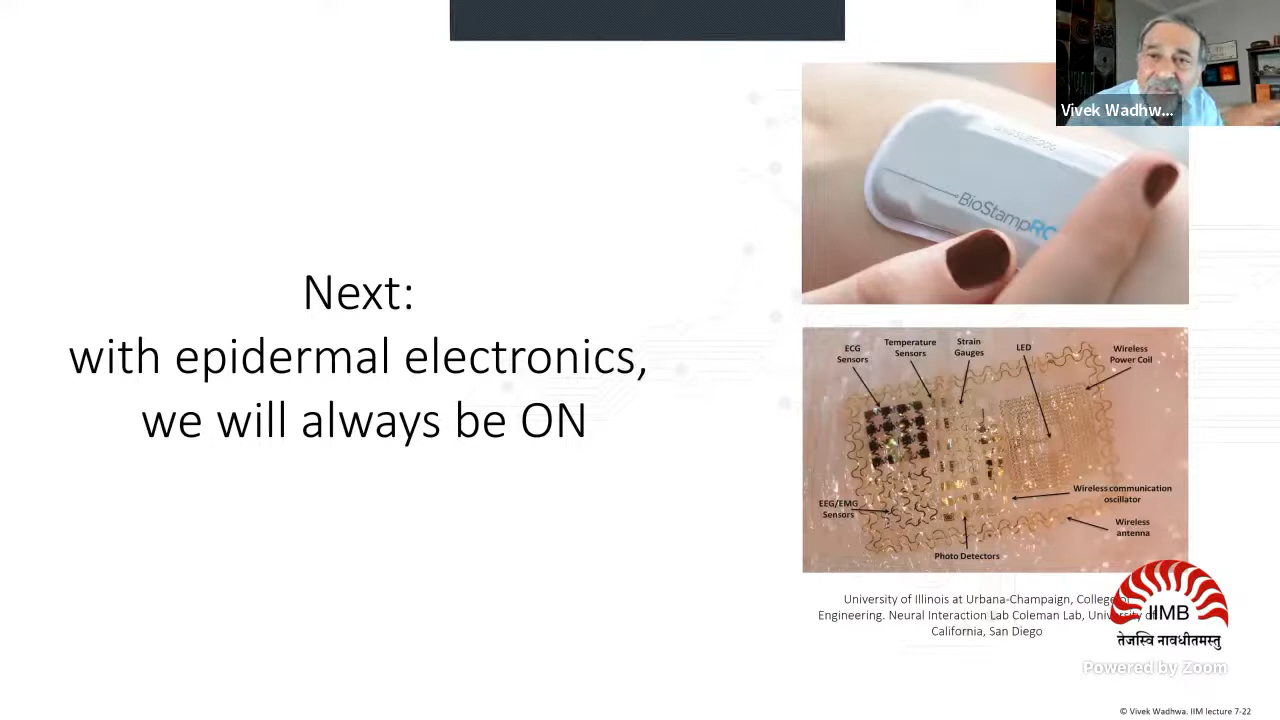 Vivek Wadhw...
BioStampRC
Next:
with epidermal electronics,
we will always be ON
ECG
Sensors
Temperature
Sensors
Strain
Gauges
LED
Wireless
Power Coil
EEG/EMG
Sensors
Wireless communication
oscillator
Wireless
antenna
Photo Detectors
University of Illinois at Urbana-Champaign, College of
Engineering. Neural Interaction Lab Coleman Lab, University of
California, San Diego
IIMB
तेजस्वि नावधीतमस्तु
Powered by Zoom
© Vivek Wadhwa. IIM lecture 7-22